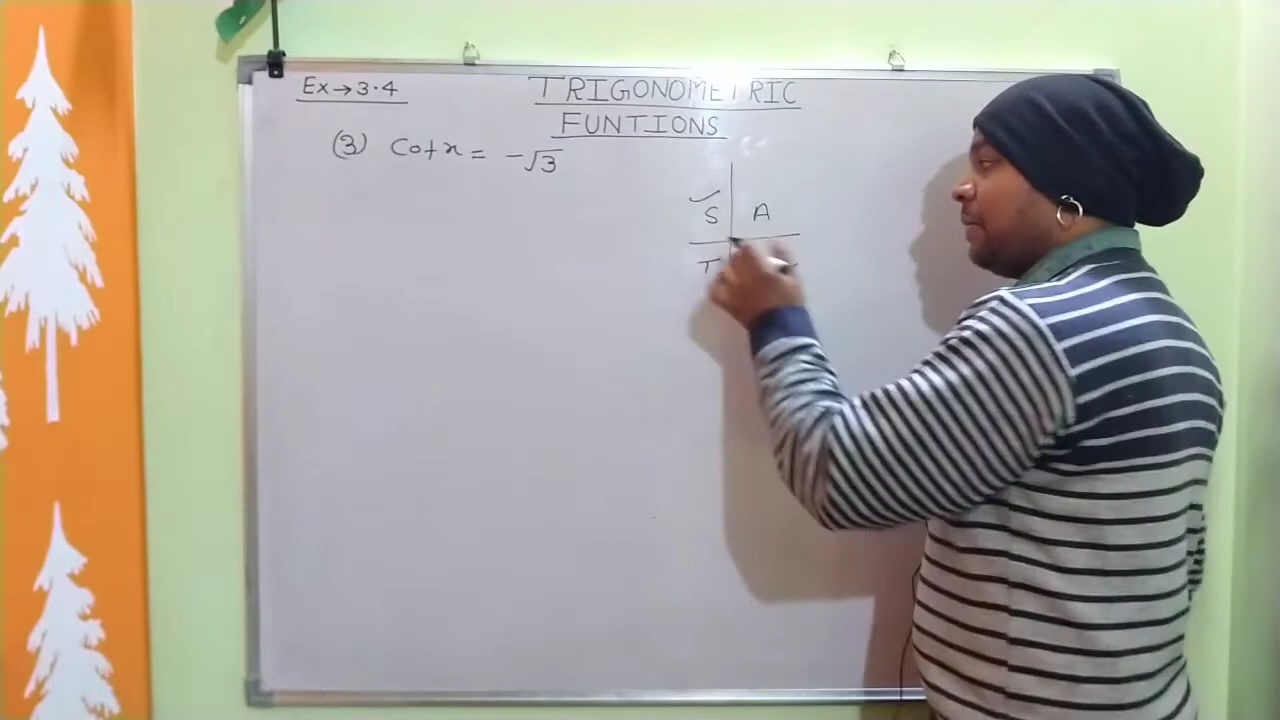 Ex→3·4
TRIGONOMETRIC
FUNTIONS
(3) Cot x = -√3
S A
T